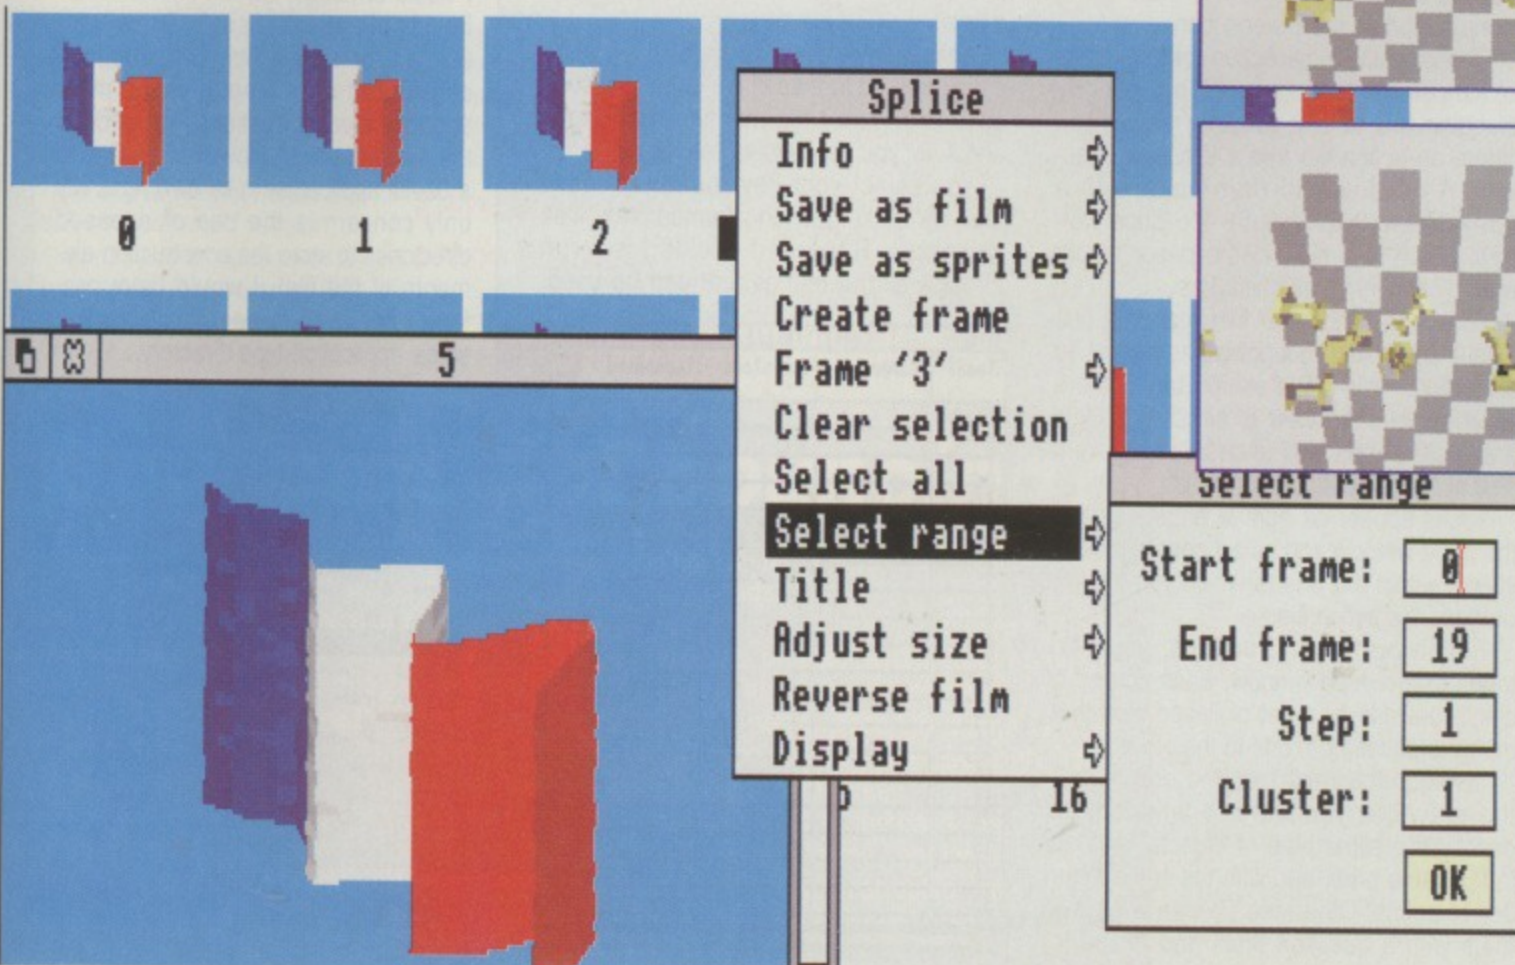 0 1 2
5
Splice
Info
Save as film
Save as sprites
Create frame
Frame '3'
Clear selection
Select all
Select range
Title
Adjust size
Reverse film
Display
16
Select range
Start frame: 0
End frame: 19
Step: 1
Cluster: 1
OK